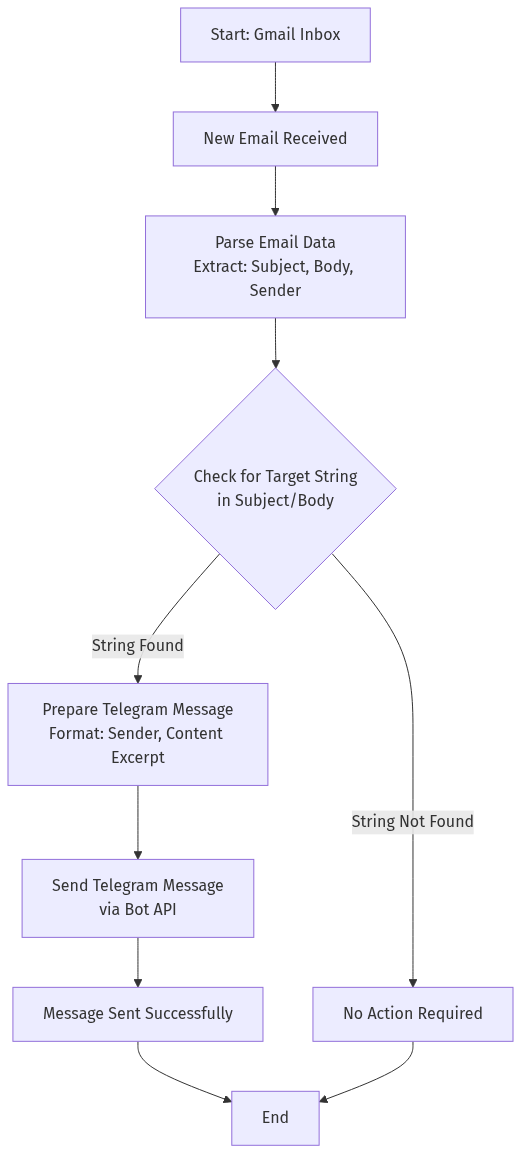 Start: Gmail Inbox
New Email Received
Parse Email Data
Extract: Subject, Body,
Sender
Check for Target String
in Subject/Body
String Found
Prepare Telegram Message
Format: Sender, Content
Excerpt
String Not Found
Send Telegram Message
via Bot API
Message Sent Successfully
No Action Required
End